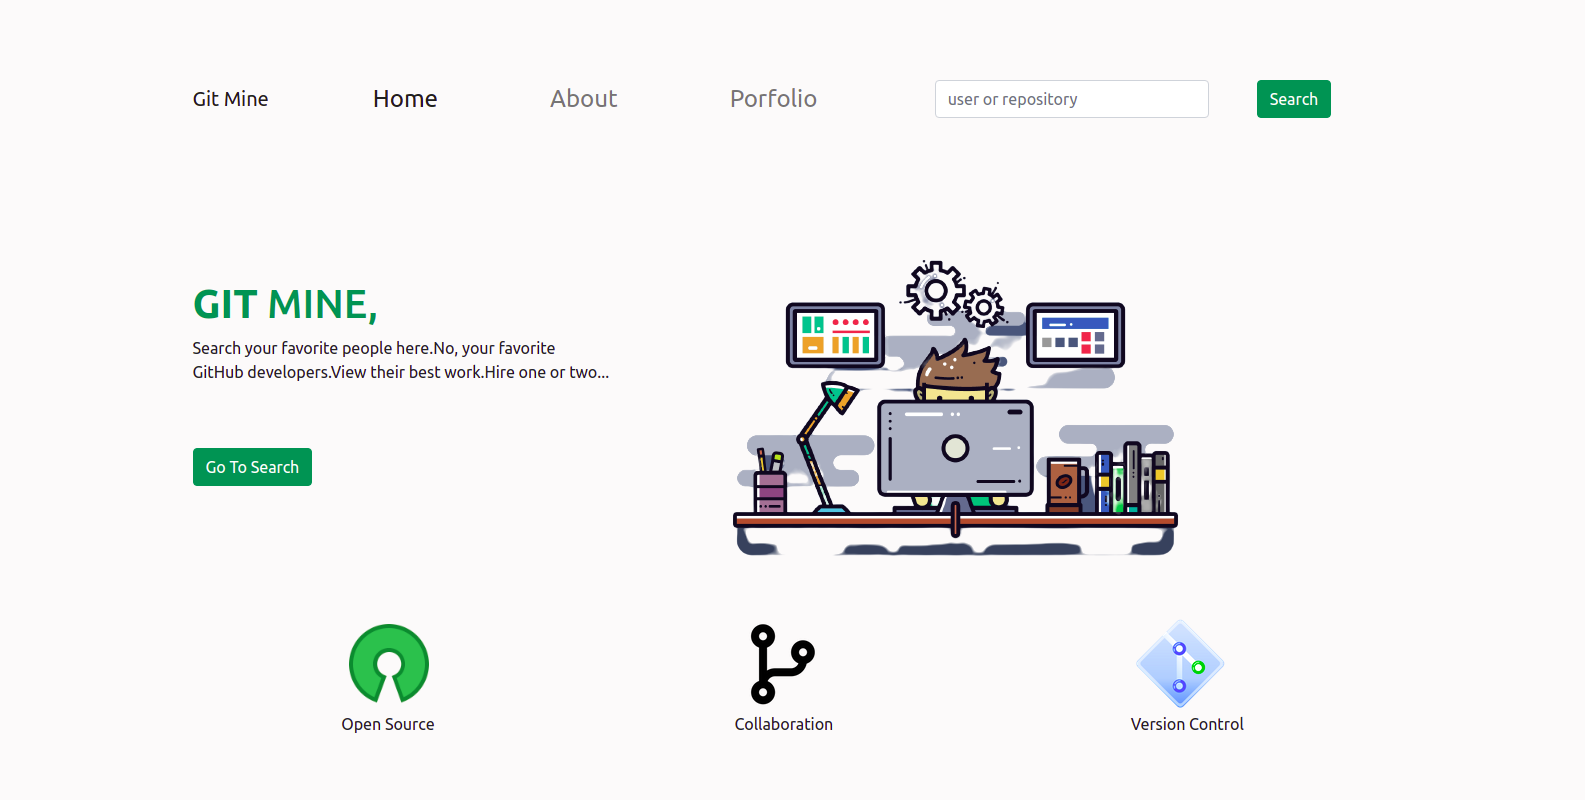 Git Mine Home About Porfolio user or repository Search
GIT MINE,
Search your favorite people here.No, your favorite
GitHub developers.View their best work.Hire one or two...
Go To Search
Open Source Collaboration Version Control